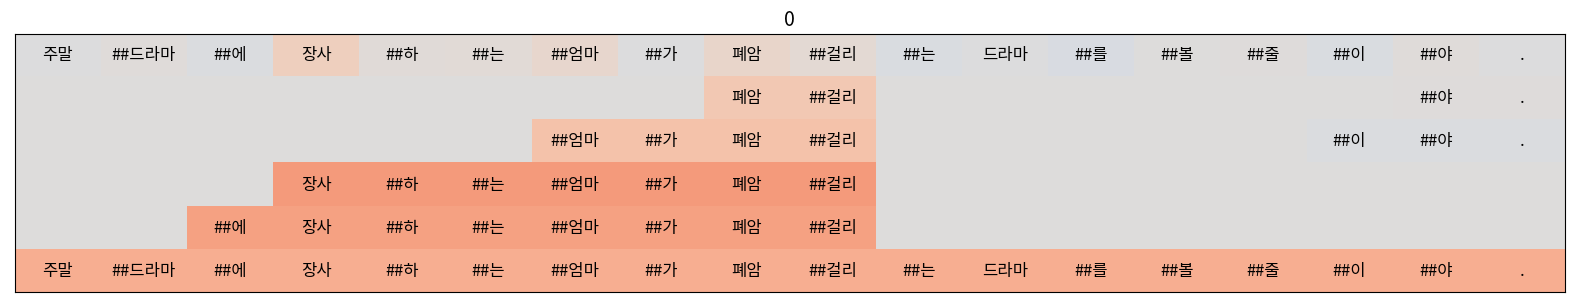 0
주말 ##드라마 ##에 장사 ##하 ##는 ##엄마 ##가 폐암 ##걸리 ##는 드라마 ##를 ##볼 ##줄 ##이 ##야 .
폐암 ##걸리 ##야 .
##엄마 ##가 폐암 ##걸리 ##이 ##야 .
장사 ##하 ##는 ##엄마 ##가 폐암 ##걸리
##에 장사 ##하 ##는 ##엄마 ##가 폐암 ##걸리
주말 ##드라마 ##에 장사 ##하 ##는 ##엄마 ##가 폐암 ##걸리 ##는 드라마 ##를 ##볼 ##줄 ##이 ##야 .